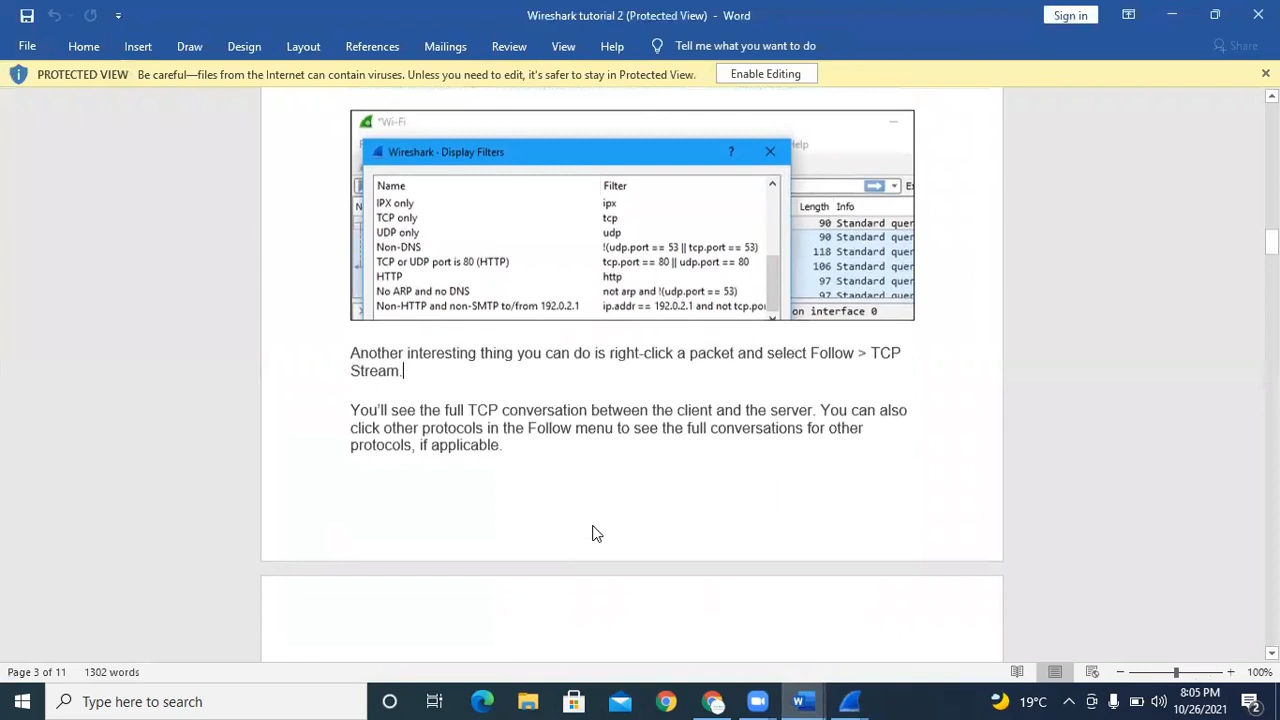 Wireshark tutorial 2 (Protected View) - Word
Sign in
File Home Insert Draw Design Layout References Mailings Review View Help Tell me what you want to do Share
PROTECTED VIEW Be careful—files from the Internet can contain viruses. Unless you need to edit, it's safer to stay in Protected View. Enable Editing
*Wi-Fi
Wireshark · Display Filters ? Help
Name Filter
IPX only ipx
TCP only tcp
UDP only udp
Non-DNS !(udp.port == 53 || tcp.port == 53)
TCP or UDP port is 80 (HTTP) tcp.port == 80 || udp.port == 80
HTTP http
No ARP and no DNS not arp and !(udp.port == 53)
Non-HTTP and non-SMTP to/from 192.0.2.1 ip.addr == 192.0.2.1 and not tcp.por
Length Info
90 Standard quer
90 Standard quer
118 Standard quer
106 Standard quer
97 Standard quer
97 Standard quer
on interface 0
Another interesting thing you can do is right-click a packet and select Follow > TCP
Stream.
You'll see the full TCP conversation between the client and the server. You can also
click other protocols in the Follow menu to see the full conversations for other
protocols, if applicable.
Page 3 of 11 1302 words 100%
Type here to search
19°C
8:05 PM
10/26/2021
2